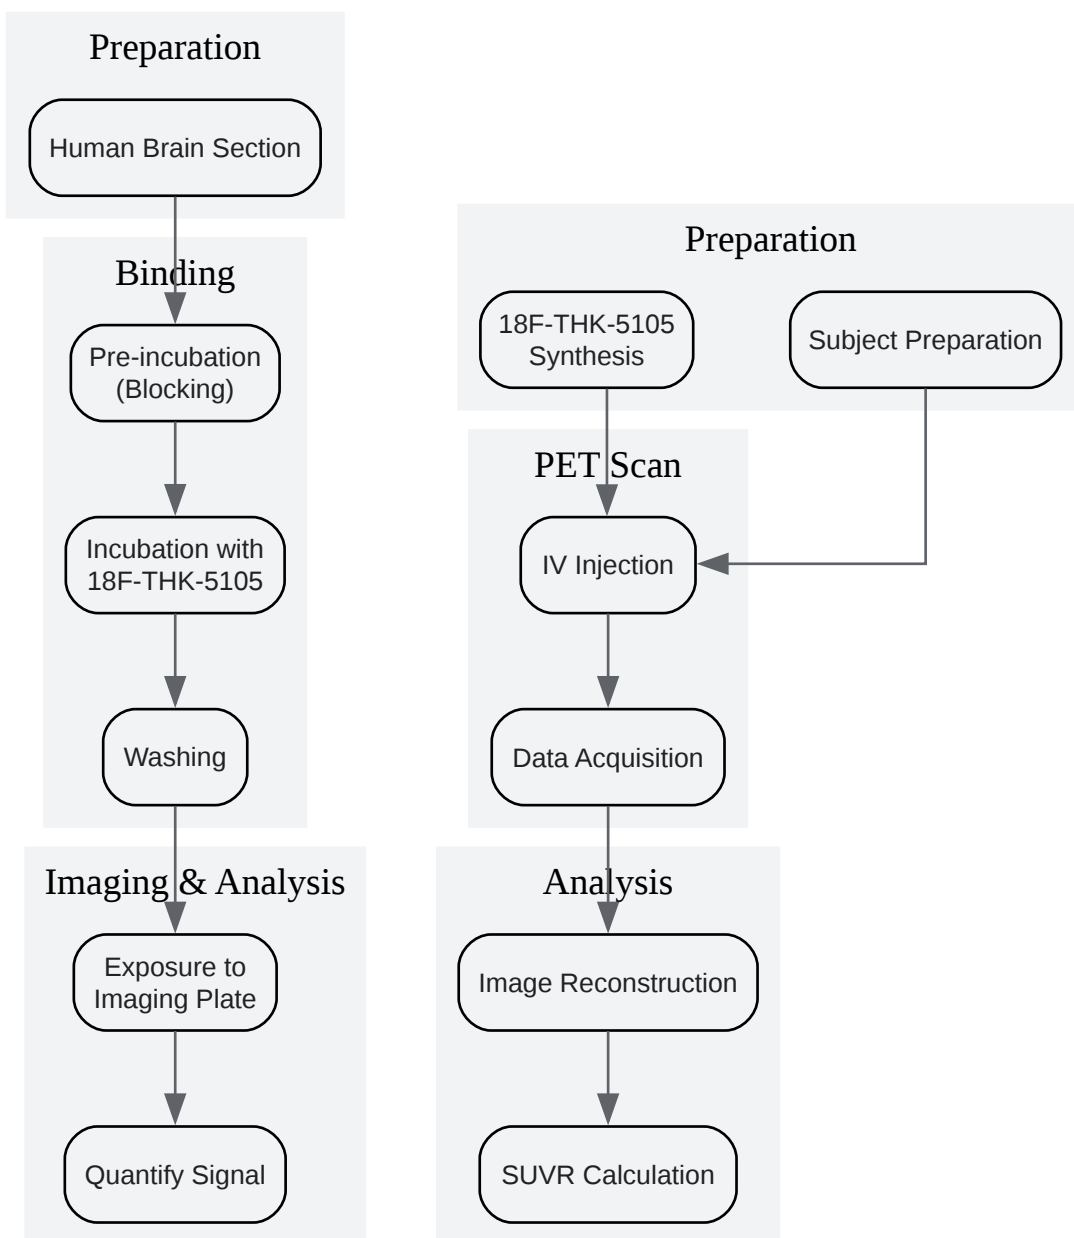 Preparation
Human Brain Section
Binding
Pre-incubation
(Blocking)
Incubation with
18F-THK-5105
Washing
Imaging & Analysis
Exposure to
Imaging Plate
Quantify Signal
Preparation
18F-THK-5105
Synthesis
Subject Preparation
PET Scan
IV Injection
Data Acquisition
Analysis
Image Reconstruction
SUVR Calculation